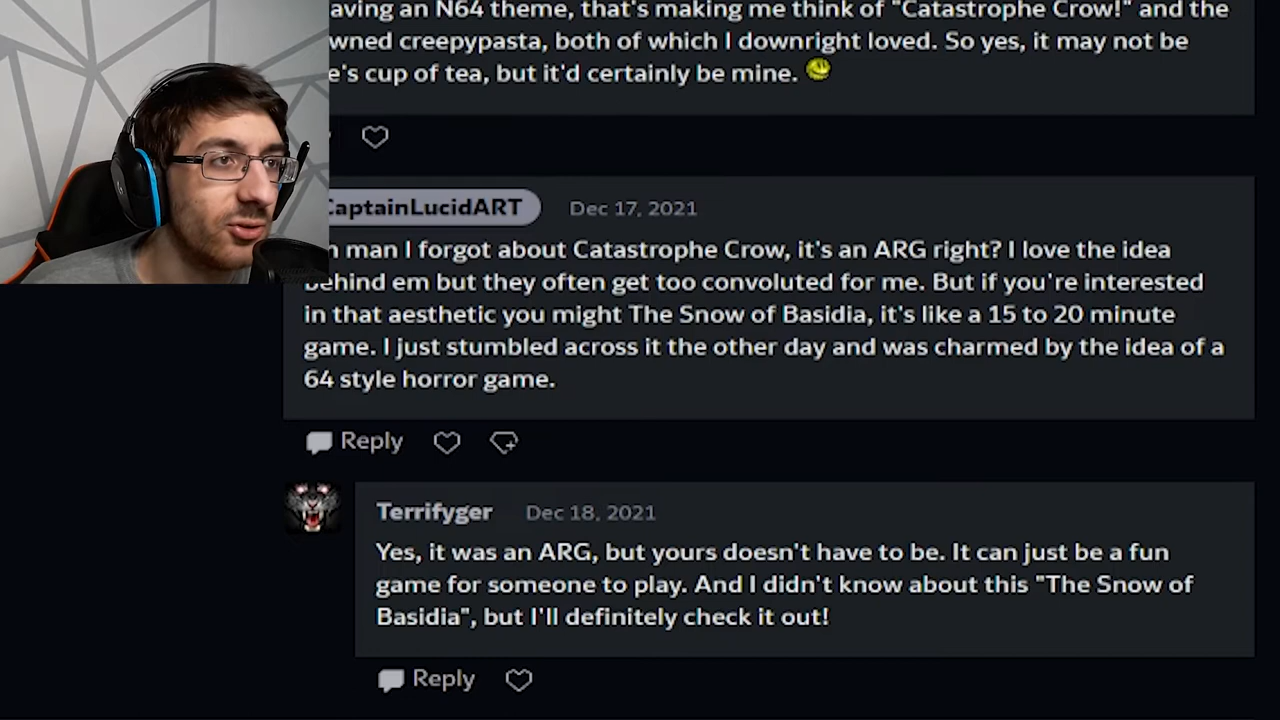 aving an N64 theme, that's making me think of "Catastrophe Crow!" and the
wned creepypasta, both of which I downright loved. So yes, it may not be
e's cup of tea, but it'd certainly be mine.
CaptainLucidART Dec 17, 2021
man I forgot about Catastrophe Crow, it's an ARG right? I love the idea
behind em but they often get too convoluted for me. But if you're interested
in that aesthetic you might The Snow of Basidia, it's like a 15 to 20 minute
game. I just stumbled across it the other day and was charmed by the idea of a
64 style horror game.
Reply
Terrifyger Dec 18, 2021
Yes, it was an ARG, but yours doesn't have to be. It can just be a fun
game for someone to play. And I didn't know about this "The Snow of
Basidia", but I'll definitely check it out!
Reply